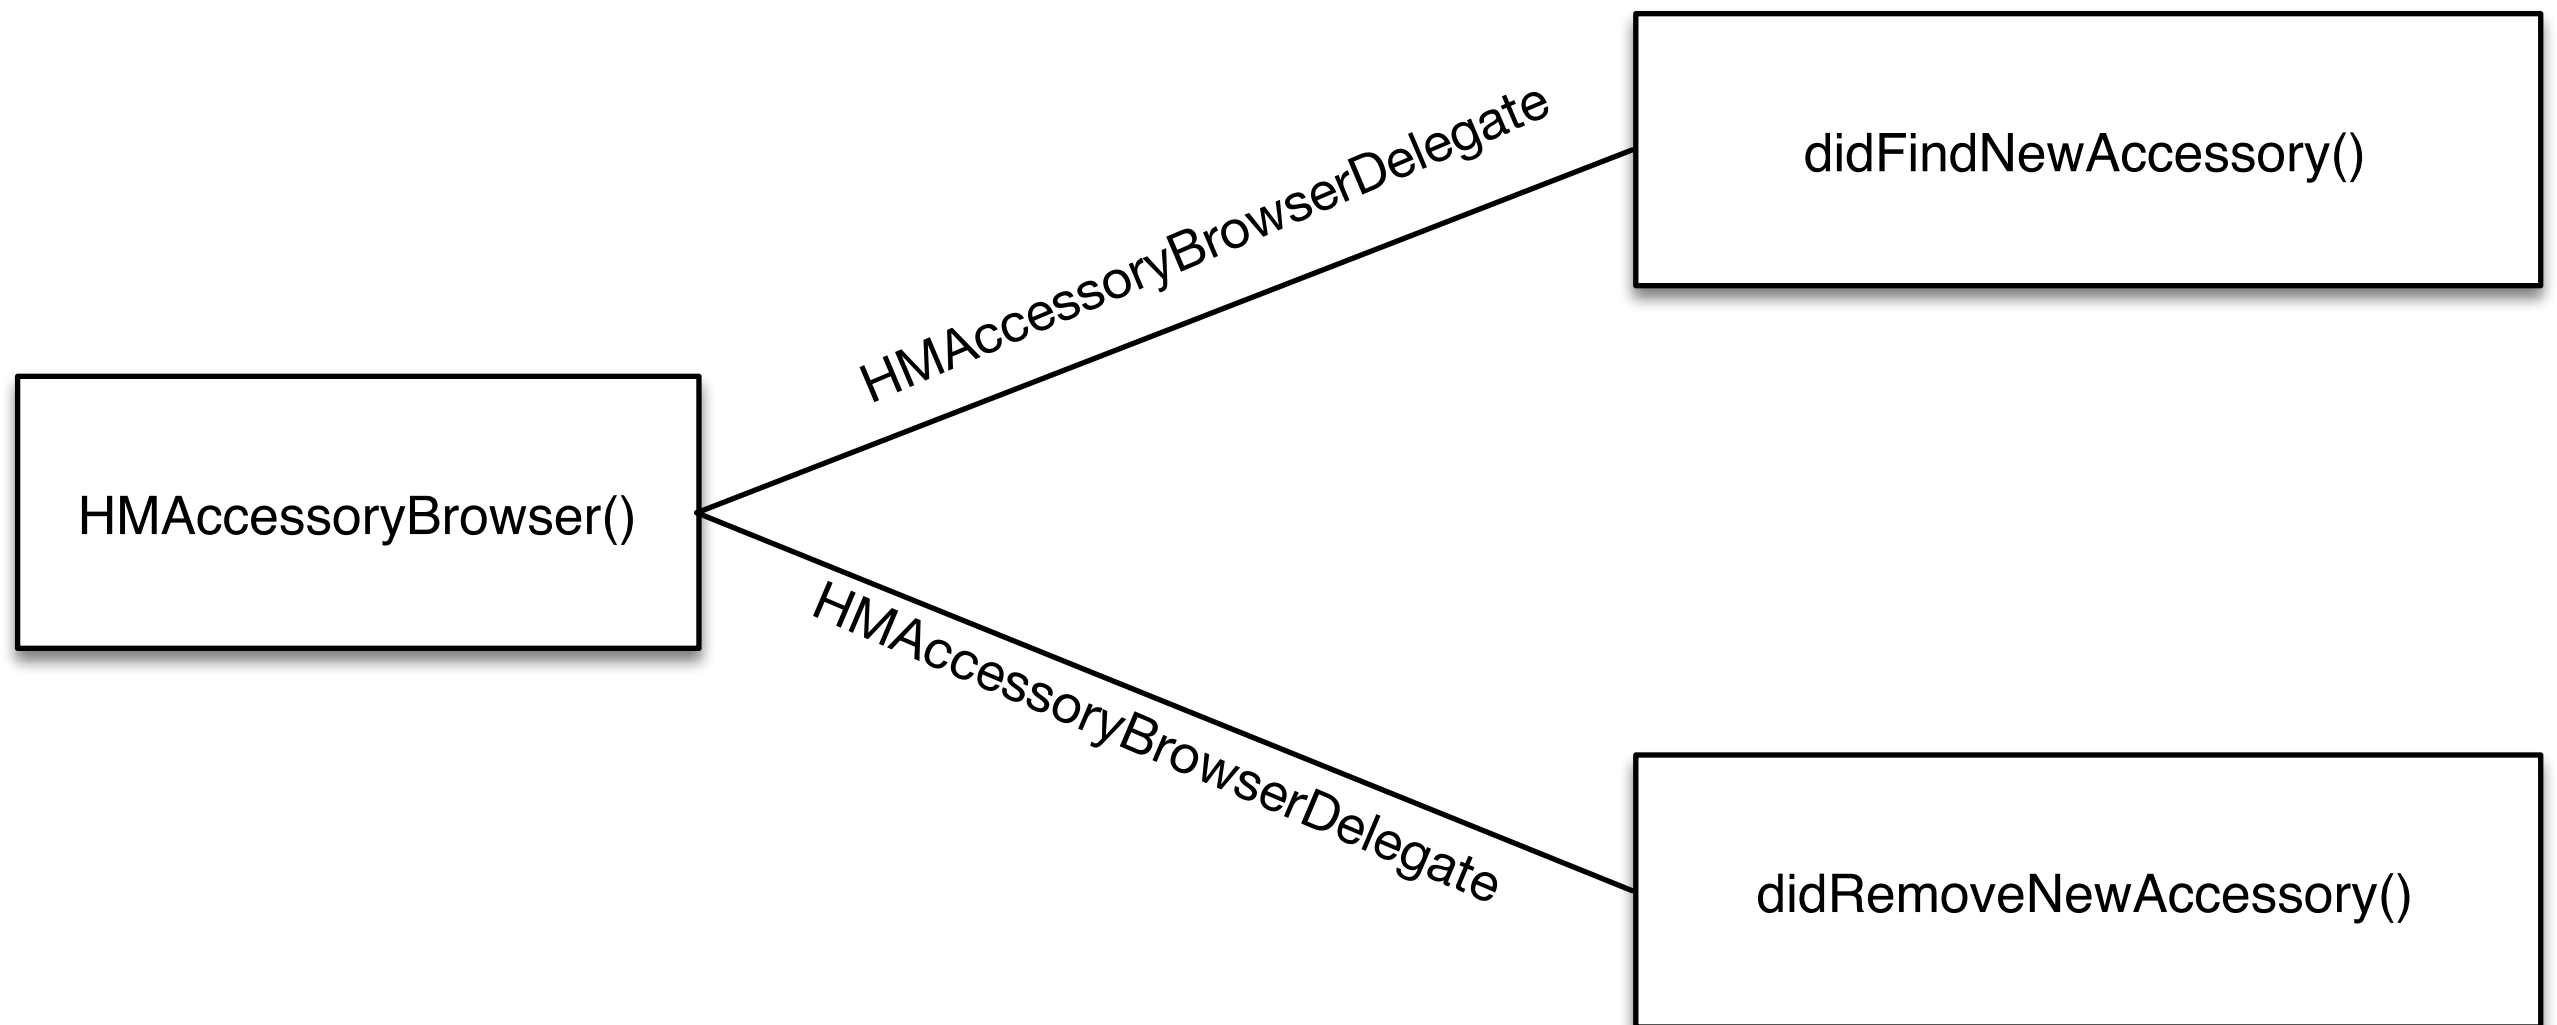 HMAccessoryBrowserDelegate
didFindNewAccessory()
HMAccessoryBrowser()
HMAccessoryBrowserDelegate
didRemoveNewAccessory()